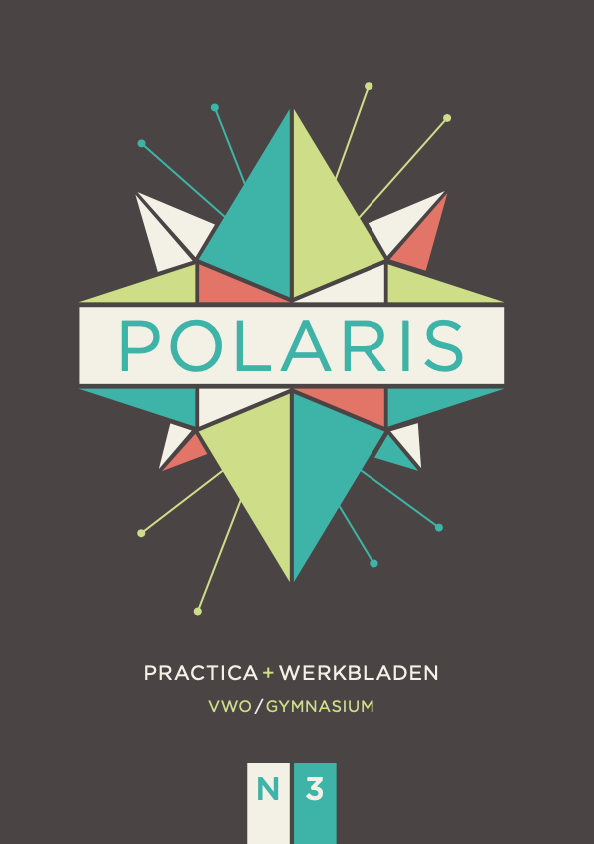 POLARIS
PRACTICA + WERKBLADEN
VWO/GYMNASIUM
N 3